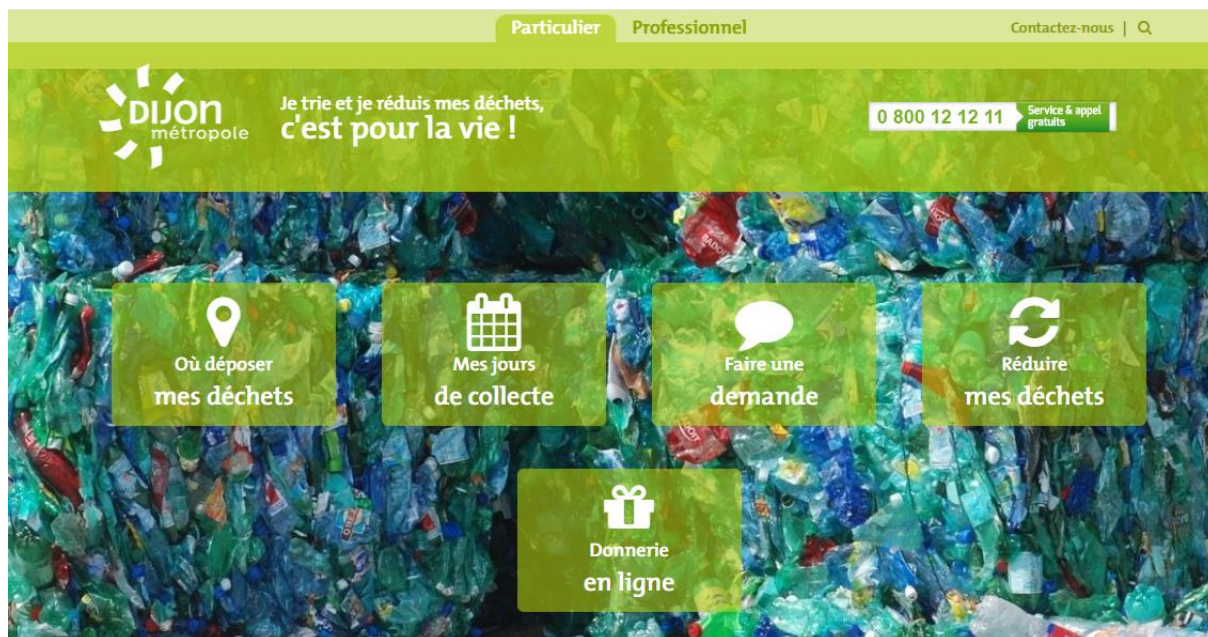 Particulier Professionnel Contactez-nous |
DIJON
métropole
Je trie et je réduis mes déchets,
c'est pour la vie !
0 800 12 12 11 Service & appel
gratuits
BADOIT
Où déposer
mes déchets
Mes jours
de collecte
Faire une
demande
Réduire
mes déchets
Donnerie
en ligne